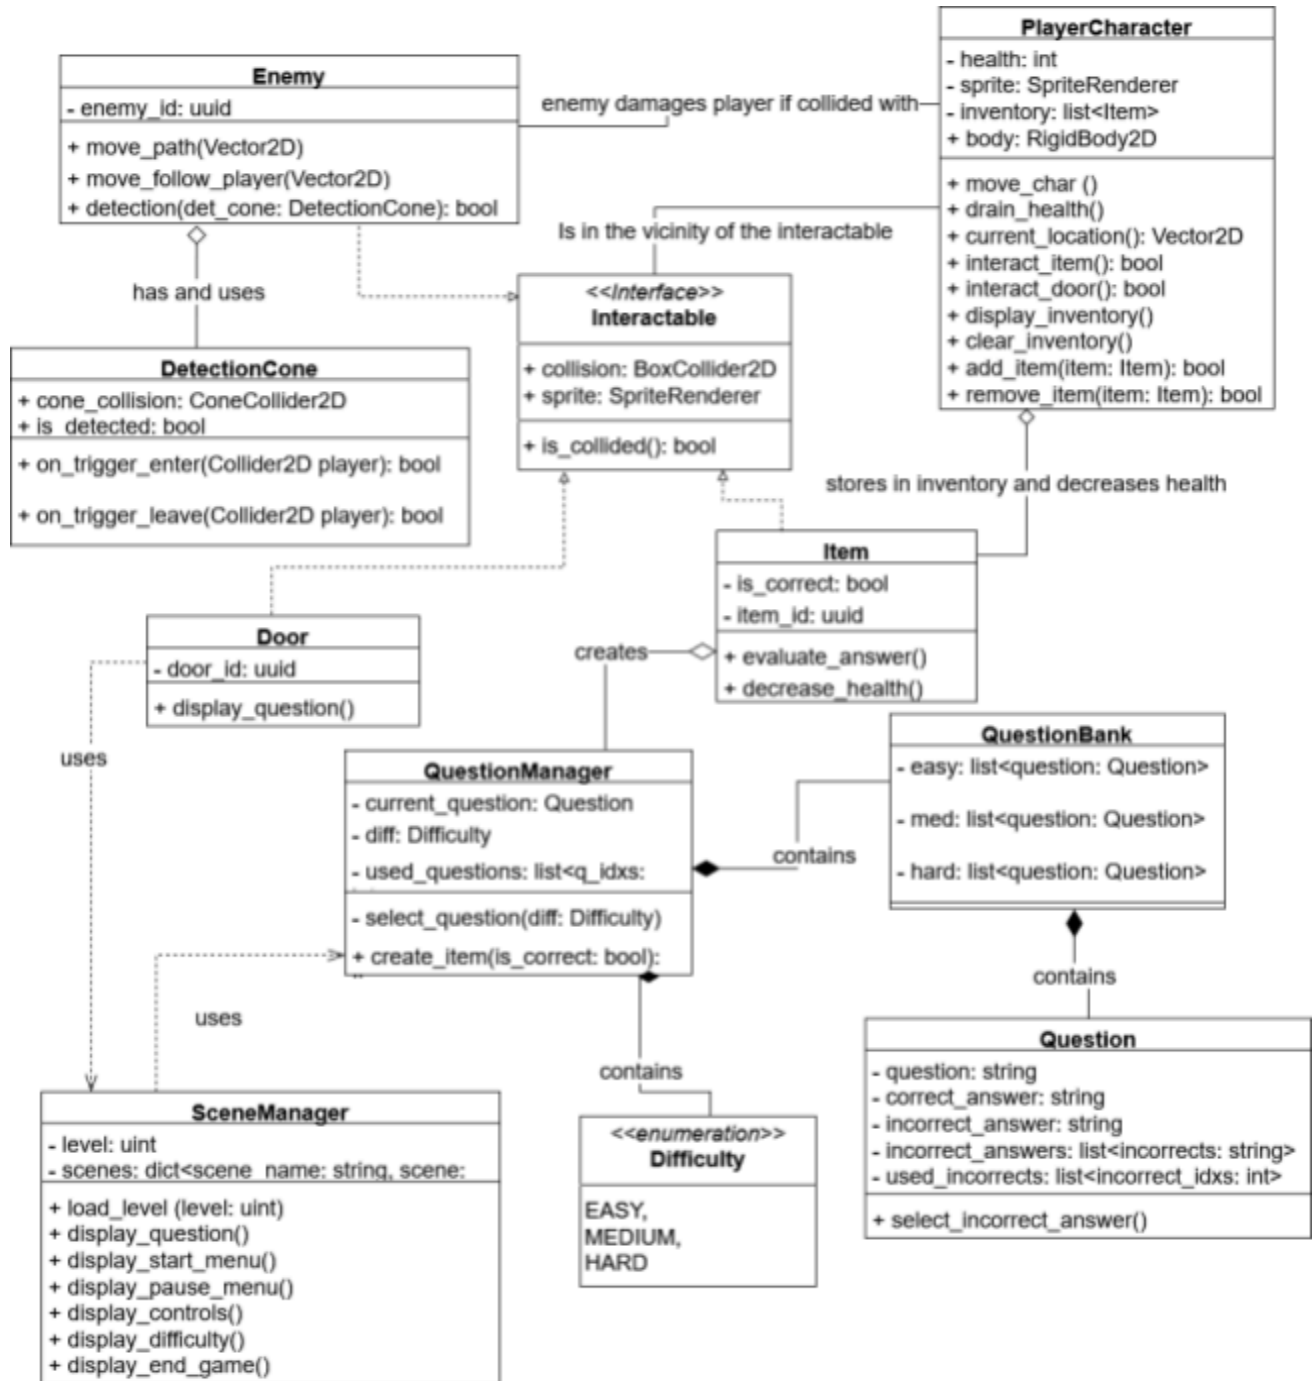 Enemy
- enemy_id: uuid
+ move_path(Vector2D)
+ move_follow_player(Vector2D)
+ detection(det_cone: DetectionCone): bool
enemy damages player if collided with
PlayerCharacter
- health: int
- sprite: SpriteRenderer
- inventory: list<Item>
+ body: RigidBody2D
+ move_char ()
+ drain_health()
+ current_location(): Vector2D
+ interact_item(): bool
+ interact_door(): bool
+ display_inventory()
+ clear_inventory()
+ add_item(item: Item): bool
+ remove_item(item: Item): bool
Is in the vicinity of the interactable
has and uses
<<Interface>>
Interactable
+ collision: BoxCollider2D
+ sprite: SpriteRenderer
+ is_collided(): bool
DetectionCone
+ cone_collision: ConeCollider2D
+ is_detected: bool
+ on_trigger_enter(Collider2D player): bool
+ on_trigger_leave(Collider2D player): bool
stores in inventory and decreases health
Item
- is_correct: bool
- item_id: uuid
+ evaluate_answer()
+ decrease_health()
Door
- door_id: uuid
+ display_question()
creates
uses
QuestionManager
- current_question: Question
- diff: Difficulty
- used_questions: list<q_idxs:
- select_question(diff: Difficulty)
+ create_item(is_correct: bool):
contains
QuestionBank
- easy: list<question: Question>
- med: list<question: Question>
- hard: list<question: Question>
contains
uses
contains
Question
- question: string
- correct_answer: string
- incorrect_answer: string
- incorrect_answers: list<incorrects: string>
- used_incorrects: list<incorrect_idxs: int>
+ select_incorrect_answer()
SceneManager
- level: uint
- scenes: dict<scene_name: string, scene:
+ load_level (level: uint)
+ display_question()
+ display_start_menu()
+ display_pause_menu()
+ display_controls()
+ display_difficulty()
+ display_end_game()
<<enumeration>>
Difficulty
EASY,
MEDIUM,
HARD